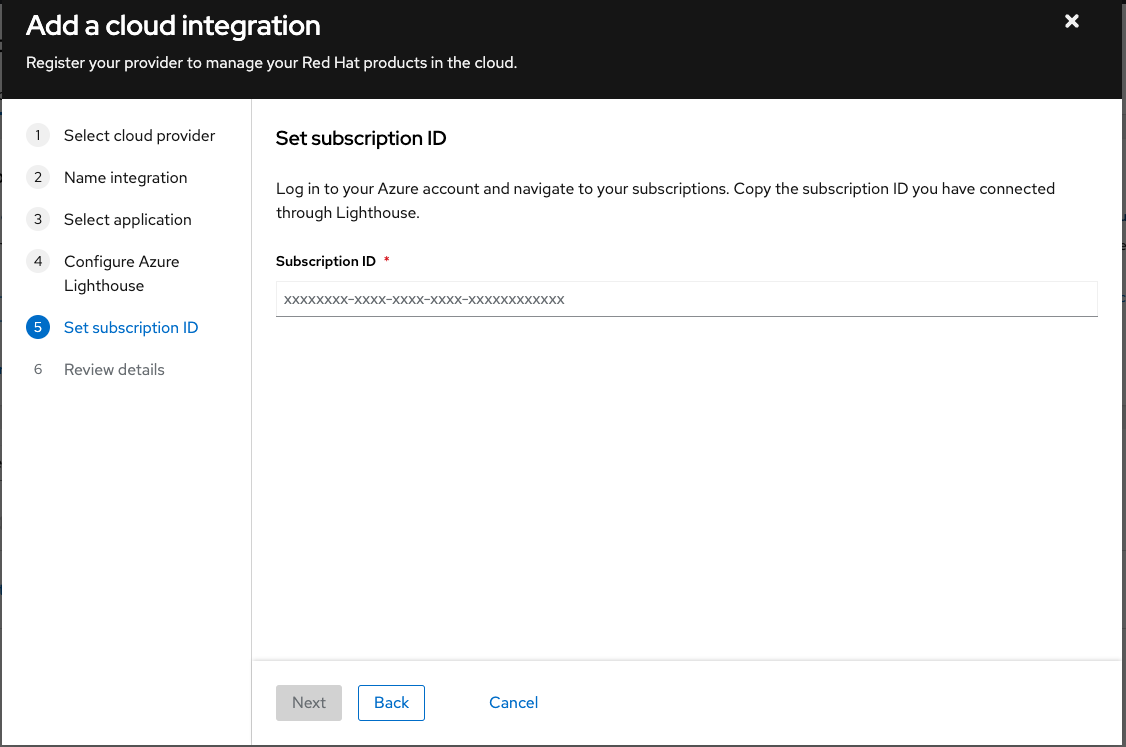 Add a cloud integration
Register your provider to manage your Red Hat products in the cloud.
1 Select cloud provider
2 Name integration
3 Select application
4 Configure Azure
Lighthouse
5 Set subscription ID
6 Review details
Set subscription ID
Log in to your Azure account and navigate to your subscriptions. Copy the subscription ID you have connected
through Lighthouse.
Subscription ID *
xxxxxxxx-xxxx-xxxx-xxxx-xxxxxxxxxxxx
Next Back Cancel